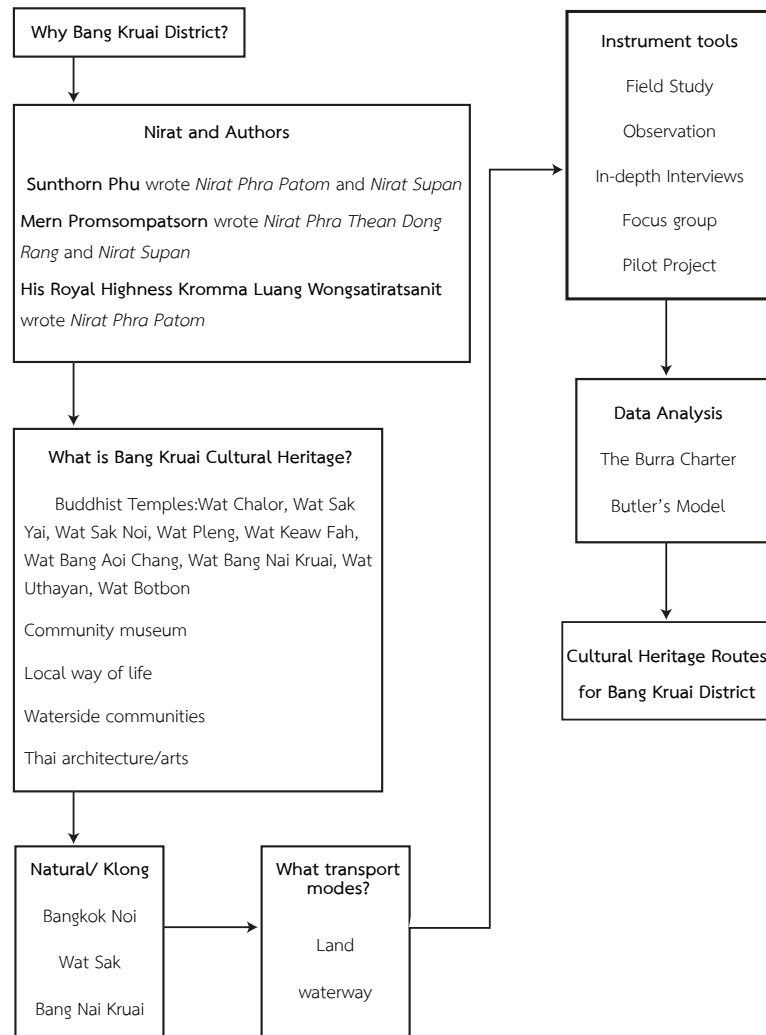 Why Bang Kruai District?
Nirat and Authors
Sunthorn Phu wrote Nirat Phra Patom and Nirat Supan
Mern Promsompatsorn wrote Nirat Phra Thean Dong
Rang and Nirat Supan
His Royal Highness Kromma Luang Wongsatiratsanit
wrote Nirat Phra Patom
What is Bang Kruai Cultural Heritage?
Buddhist Temples:Wat Chalor, Wat Sak
Yai, Wat Sak Noi, Wat Pleng, Wat Keaw Fah,
Wat Bang Aoi Chang, Wat Bang Nai Kruai, Wat
Uthayan, Wat Botbon
Community museum
Local way of life
Waterside communities
Thai architecture/arts
Natural/ Klong
Bangkok Noi
Wat Sak
Bang Nai Kruai
What transport
modes?
Land
waterway
Instrument tools
Field Study
Observation
In-depth Interviews
Focus group
Pilot Project
Data Analysis
The Burra Charter
Butler's Model
Cultural Heritage Routes
for Bang Kruai District